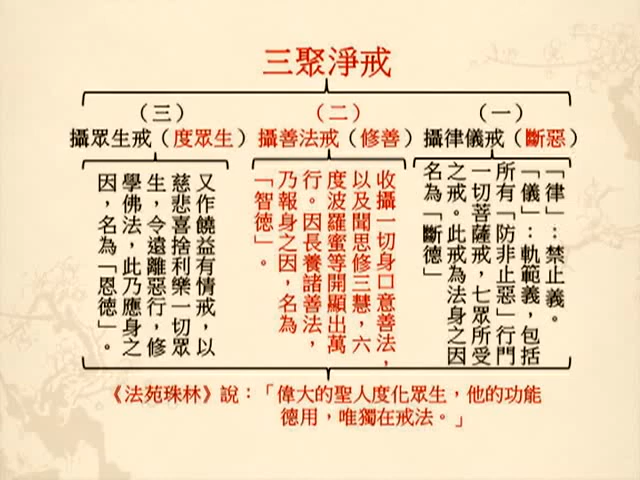 三聚淨戒
（一）
攝律儀戒（斷惡）
「律」：禁止義。
「儀」：軌範義，包括
所有「防非止惡」行門
一切菩薩戒，七眾所受
之戒。此戒為法身之因
名為「斷德」
（二）
攝善法戒（修善）
收攝一切身口意善法，
以及聞思修三慧，六
度波羅蜜等開顯出萬
行。因長養諸善法，
乃報身之因，名為
「智德」。
（三）
攝眾生戒（度眾生）
又作饒益有情戒，以
慈悲喜捨利樂一切眾
生，令遠離惡行，修
學佛法，此乃應身之
因，名為「恩德」。
《法苑珠林》說：「偉大的聖人度化眾生，他的功能
德用，唯獨在戒法。」